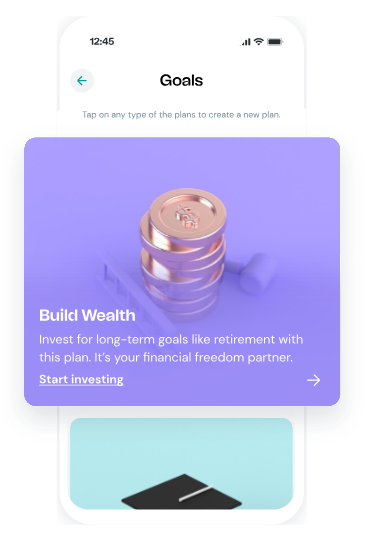 12:45
Goals
Tap on any type of the plans to create a new plan.
Build Wealth
Invest for long-term goals like retirement with
this plan. It’s your financial freedom partner.
Start investing